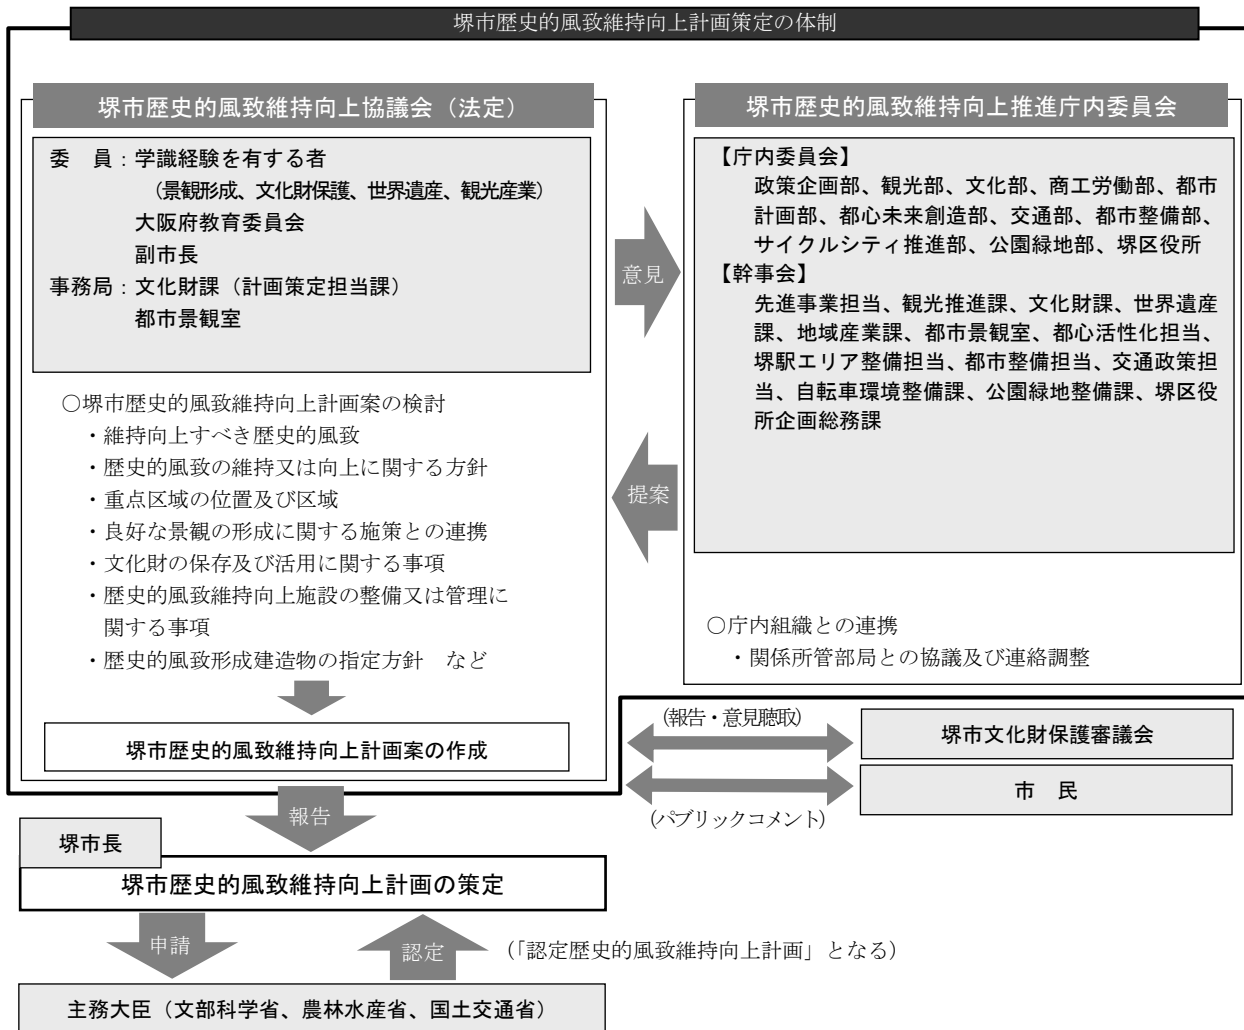 堺市歴史的風致維持向上計画策定の体制
堺市歴史的風致維持向上協議会（法定）
委　員：学識経験を有する者
（景観形成、文化財保護、世界遺産、観光産業）
大阪府教育委員会
副市長
事務局：文化財課（計画策定担当課）
都市景観室
○堺市歴史的風致維持向上計画案の検討
・維持向上すべき歴史的風致
・歴史的風致の維持又は向上に関する方針
・重点区域の位置及び区域
・良好な景観の形成に関する施策との連携
・文化財の保存及び活用に関する事項
・歴史的風致維持向上施設の整備又は管理に
関する事項
・歴史的風致形成建造物の指定方針　など
堺市歴史的風致維持向上計画案の作成
意見
提案
堺市歴史的風致維持向上推進庁内委員会
【庁内委員会】
政策企画部、観光部、文化部、商工労働部、都市
計画部、都心未来創造部、交通部、都市整備部、
サイクルシティ推進部、公園緑地部、堺区役所
【幹事会】
先進事業担当、観光推進課、文化財課、世界遺産
課、地域産業課、都市景観室、都心活性化担当、
堺駅エリア整備担当、都市整備担当、交通政策担
当、自転車環境整備課、公園緑地整備課、堺区役
所企画総務課
○庁内組織との連携
・関係所管部局との協議及び連絡調整
（報告・意見聴取）
堺市文化財保護審議会
市　民
（パブリックコメント）
報告
堺市長
堺市歴史的風致維持向上計画の策定
申請
認定
（「認定歴史的風致維持向上計画」となる）
主務大臣（文部科学省、農林水産省、国土交通省）